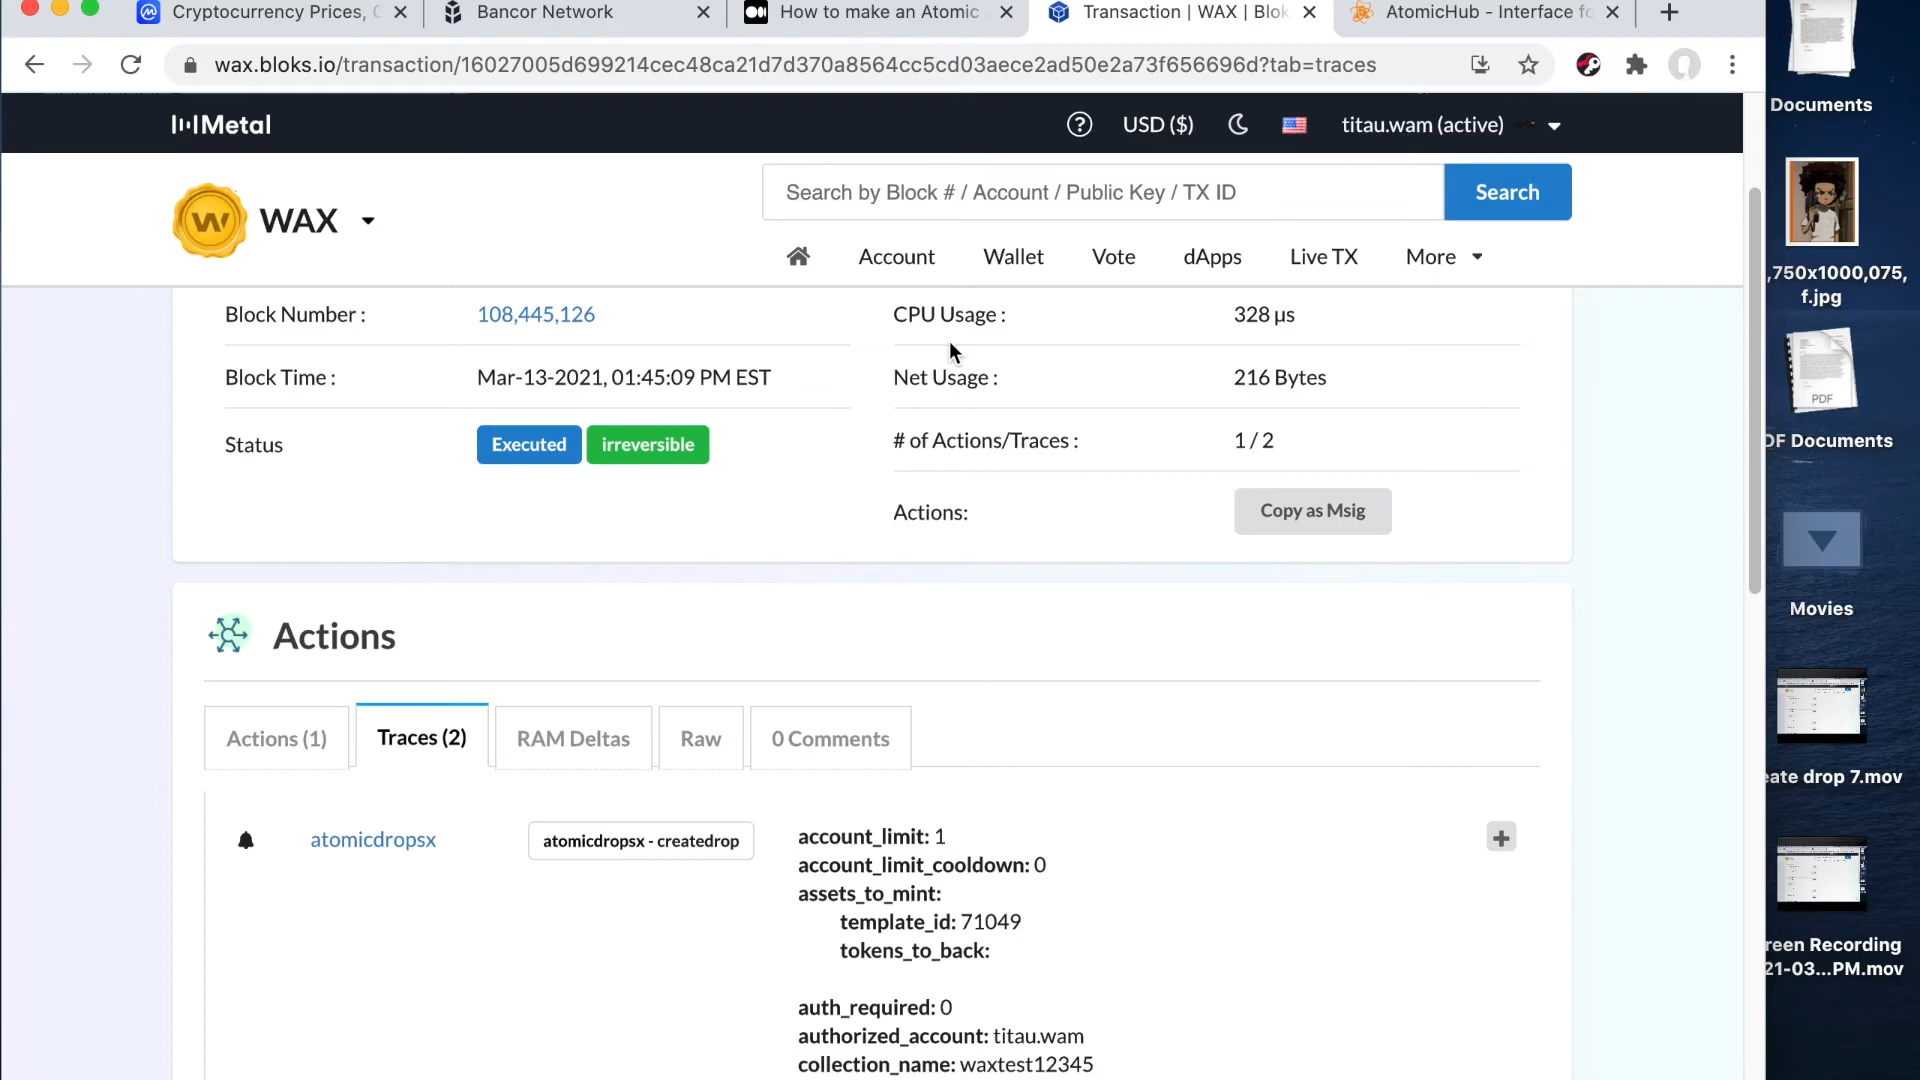 Cryptocurrency Prices, C
Bancor Network
How to make an Atomic
Transaction | WAX | Blok
AtomicHub - Interface fo
wax.bloks.io/transaction/16027005d699214cec48ca21d7d370a8564cc5cd03aece2ad50e2a73f656696d?tab=traces
Metal
USD ($)
titau.wam (active)
WAX
Search by Block # / Account / Public Key / TX ID
Search
Account
Wallet
Vote
dApps
Live TX
More
Block Number :
108,445,126
CPU Usage :
328 µs
Block Time :
Mar-13-2021, 01:45:09 PM EST
Net Usage :
216 Bytes
Status
Executed
irreversible
# of Actions/Traces :
1 / 2
Actions:
Copy as Msig
Actions
Actions (1)
Traces (2)
RAM Deltas
Raw
0 Comments
atomicdropsx
atomicdropsx - createdrop
account_limit: 1
account_limit_cooldown: 0
assets_to_mint:
template_id: 71049
tokens_to_back:
auth_required: 0
authorized_account: titau.wam
collection_name: waxtest12345
Documents
,750x1000,075,
f.jpg
PDF
DF Documents
Movies
eate drop 7.mov
reen Recording
21-03...PM.mov